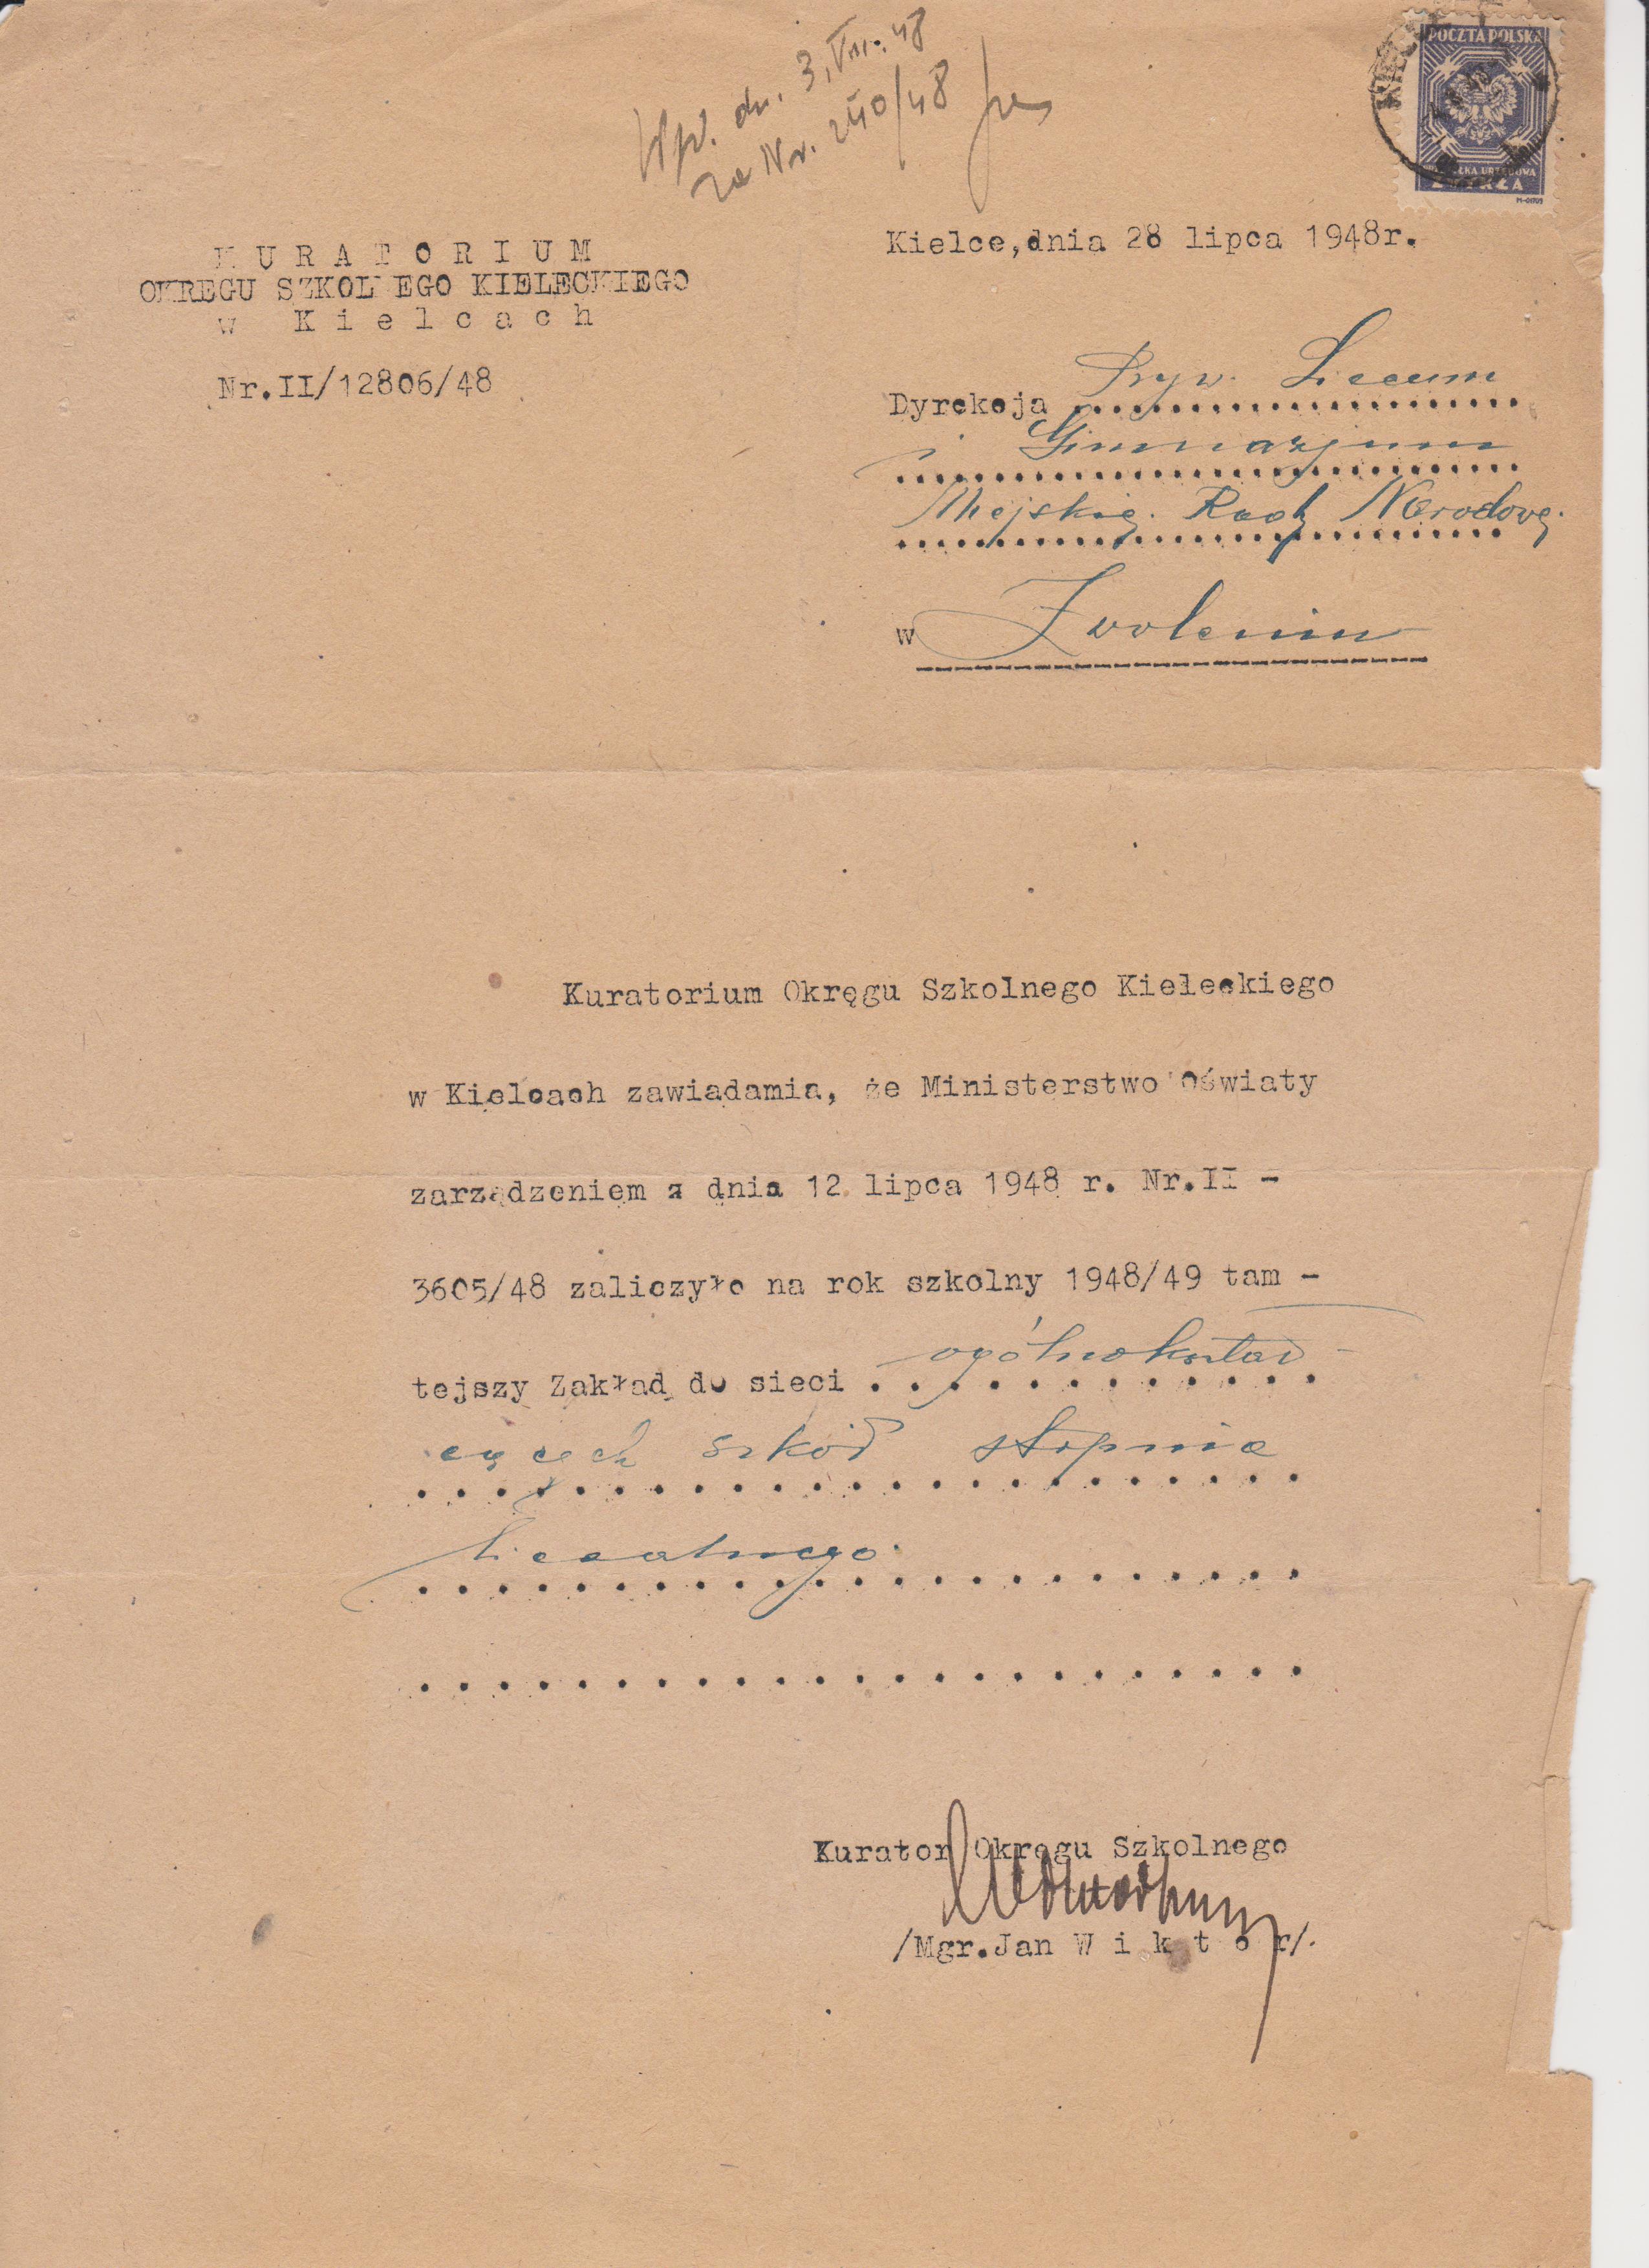 Wpł. dn. 3.VIII.48
za Nr. 240/48
POCZTA POLSKA
KA URZĘDOWA
ZWYKŁA
Kielce,dnia 28 lipca 1948r.
KURATORIUM
OKRĘGU SZKOLNEGO KIELECKIEGO
w Kielcach
Nr.II/12806/48
Pryw. Liceum
Dyrekcja ....................
i Gimnazjum
Miejskiej Rady Narodowej.
w Zwoleniu
Kuratorium Okręgu Szkolnego Kieleckiego
w Kielcach zawiadamia, że Ministerstwo Oświaty
zarządzeniem z dnia 12 lipca 1948 r. Nr.II -
3605/48 zaliczyło na rok szkolny 1948/49 tam -
tejszy Zakład do sieci ogólnokształ-
cących szkół stopnia
licealnego.
Kurator Okręgu Szkolnego
/Mgr.Jan W i k t o r/.